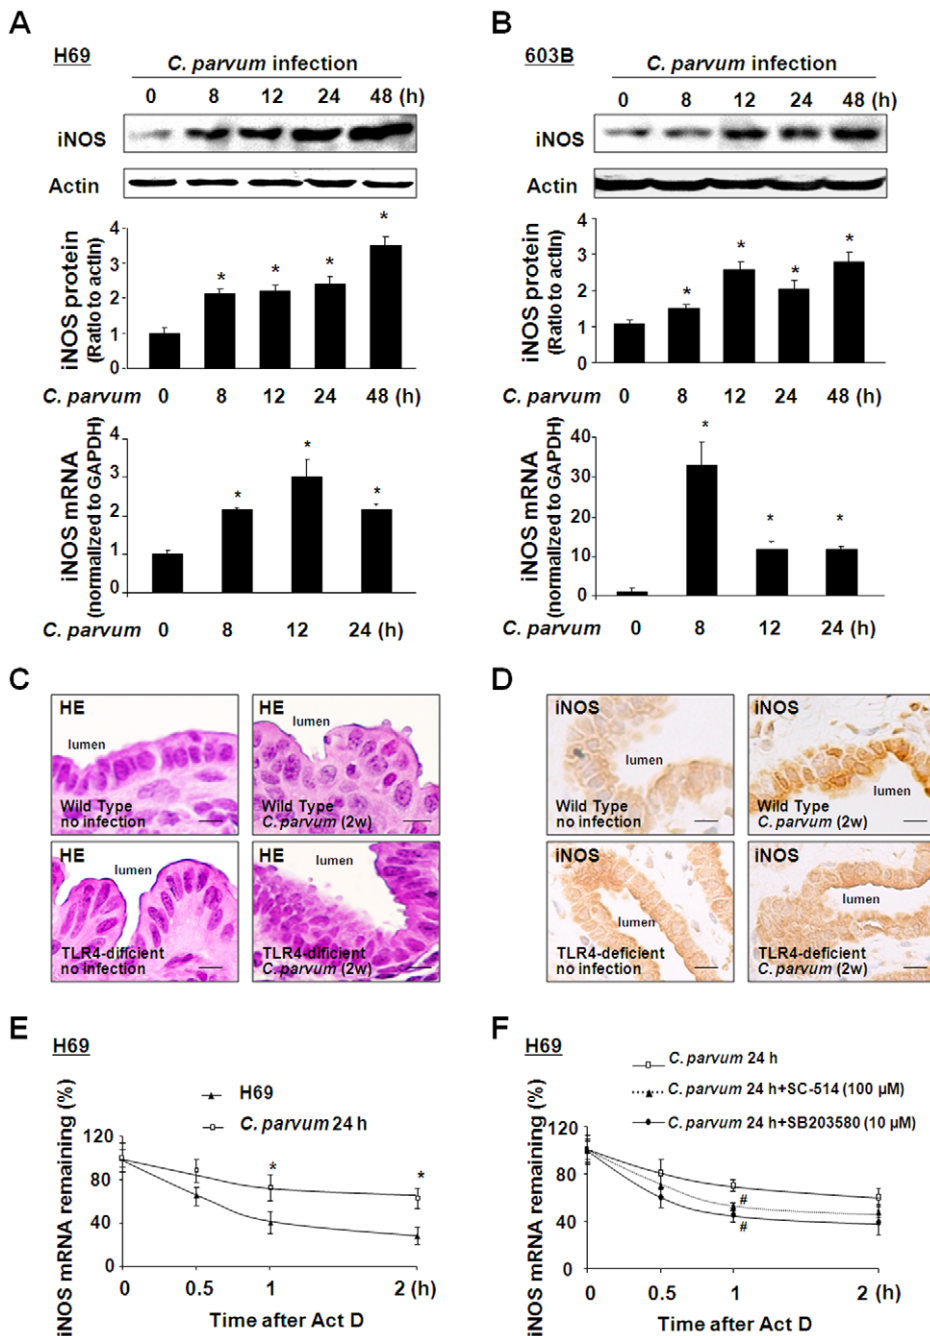 A
H69
C. parvum infection
0 8 12 24 48 (h)
iNOS
Actin
iNOS protein
(Ratlo to actIn)
4
3
2
1
0
*
*
*
*
C. parvum 0 8 12 24 48 (h)
iNOS mRNA
(normalized to GAPDH)
4
3
2
1
0
*
*
*
C. parvum 0 8 12 24 (h)
B
603B
C. parvum infection
0 8 12 24 48 (h)
iNOS
Actin
iNOS protein
(Ratio to actin)
4
3
2
1
0
*
*
*
*
C. parvum 0 8 12 24 48 (h)
iNOS mRNA
(normalized to GAPDH)
40
30
20
10
0
*
*
*
C. parvum 0 8 12 24 (h)
C
HE
lumen
Wild Type
no infection
HE
lumen
Wild Type
C. parvum (2w)
HE
lumen
TLR4-dificient
no infection
HE
lumen
TLR4-dificient
C. parvum (2w)
D
iNOS
lumen
Wild Type
no infection
iNOS
lumen
Wild Type
C. parvum (2w)
iNOS
lumen
TLR4-deficient
no infection
iNOS
lumen
TLR4-deficient
C. parvum (2w)
E
H69
H69
C. parvum 24 h
iNOS mRNA remaining (%)
120
80
40
0
*
*
0 0.5 1 2 (h)
Time after Act D
F
H69
C. parvum 24 h
C. parvum 24 h+SC-514 (100 µM)
C. parvum 24 h+SB203580 (10 µM)
iNOS mRNA remaining (%)
120
80
40
0
#
#
0 0.5 1 2 (h)
Time after Act D